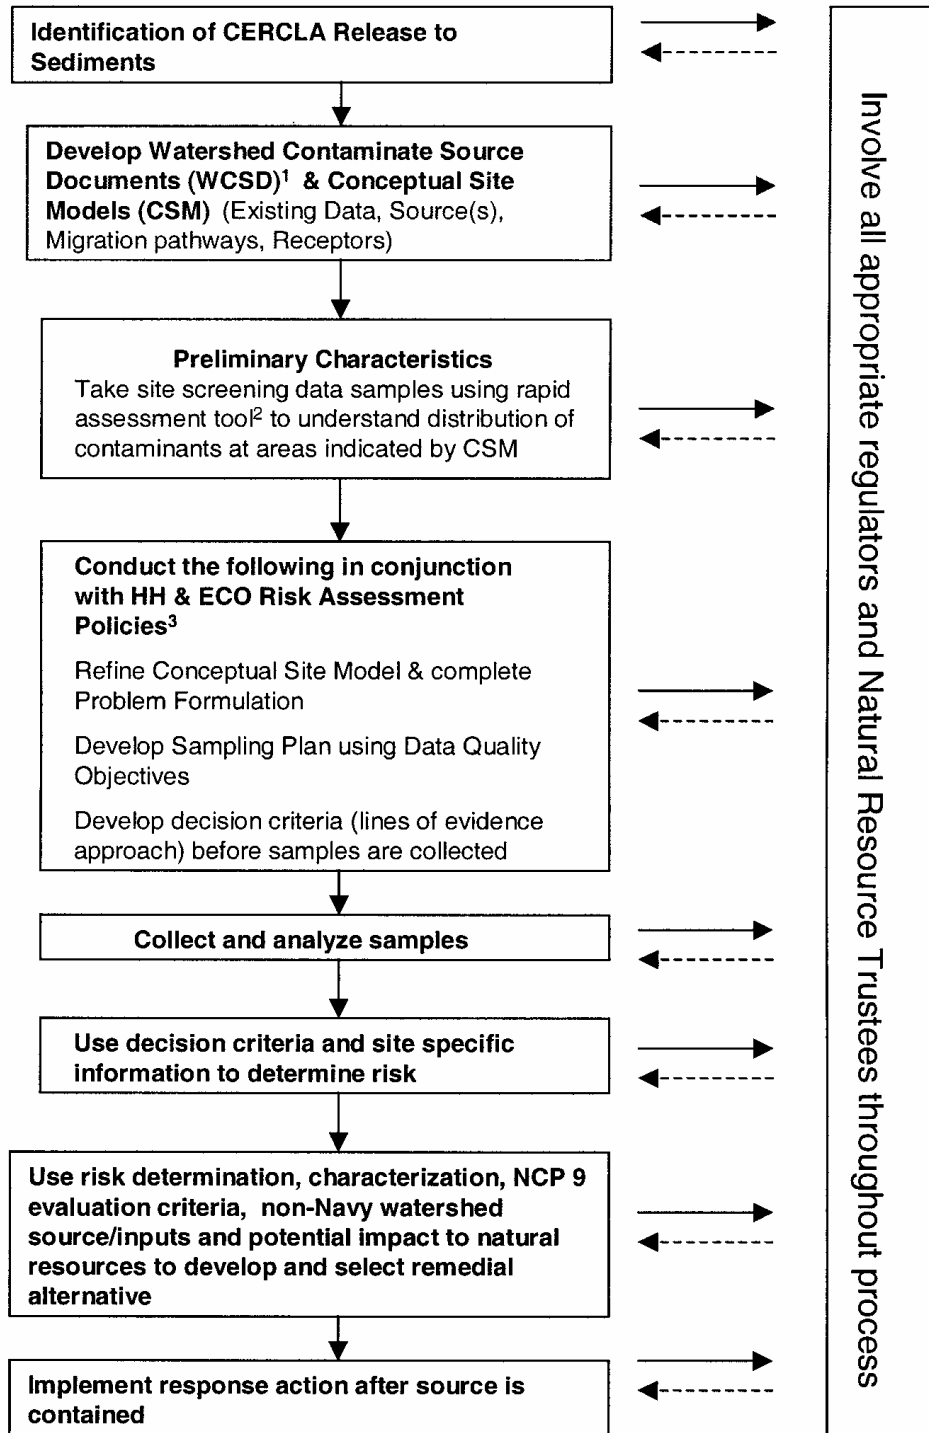 Identification of CERCLA Release to
Sediments
Develop Watershed Contaminate Source
Documents (WCSD)¹ & Conceptual Site
Models (CSM) (Existing Data, Source(s),
Migration pathways, Receptors)
Preliminary Characteristics
Take site screening data samples using rapid
assessment tool² to understand distribution of
contaminants at areas indicated by CSM
Conduct the following in conjunction
with HH & ECO Risk Assessment
Policies³
Refine Conceptual Site Model & complete
Problem Formulation
Develop Sampling Plan using Data Quality
Objectives
Develop decision criteria (lines of evidence
approach) before samples are collected
Collect and analyze samples
Use decision criteria and site specific
information to determine risk
Use risk determination, characterization, NCP 9
evaluation criteria, non-Navy watershed
source/inputs and potential impact to natural
resources to develop and select remedial
alternative
Implement response action after source is
contained
Involve all appropriate regulators and Natural Resource Trustees throughout process